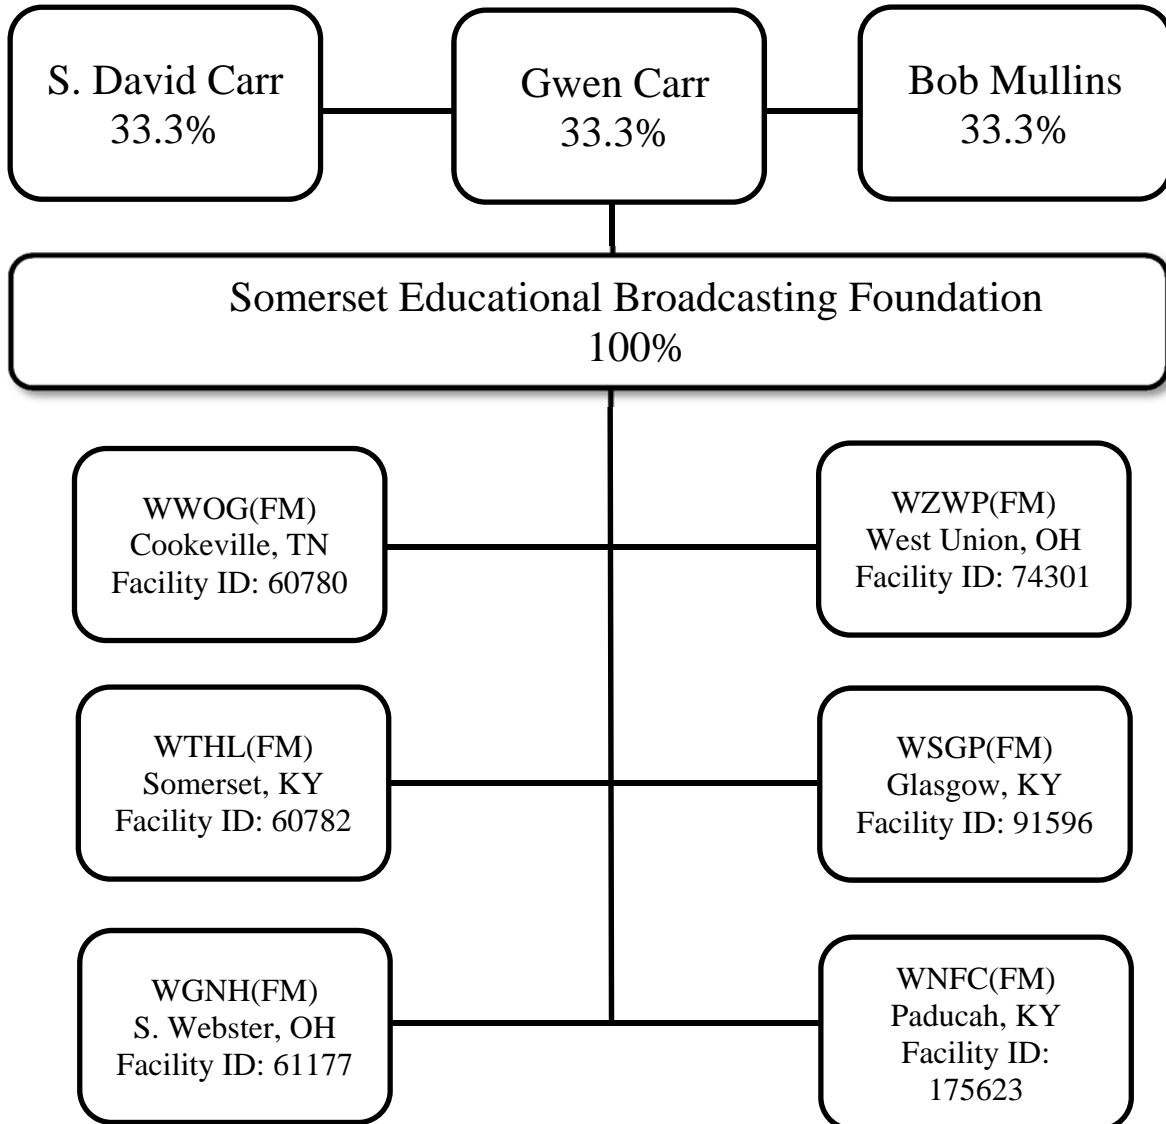 S. David Carr
33.3%
Gwen Carr
33.3%
Bob Mullins
33.3%
Somerset Educational Broadcasting Foundation
100%
WWOG(FM)
Cookeville, TN
Facility ID: 60780
WZWP(FM)
West Union, OH
Facility ID: 74301
WTHL(FM)
Somerset, KY
Facility ID: 60782
WSGP(FM)
Glasgow, KY
Facility ID: 91596
WGNH(FM)
S. Webster, OH
Facility ID: 61177
WNFC(FM)
Paducah, KY
Facility ID:
175623